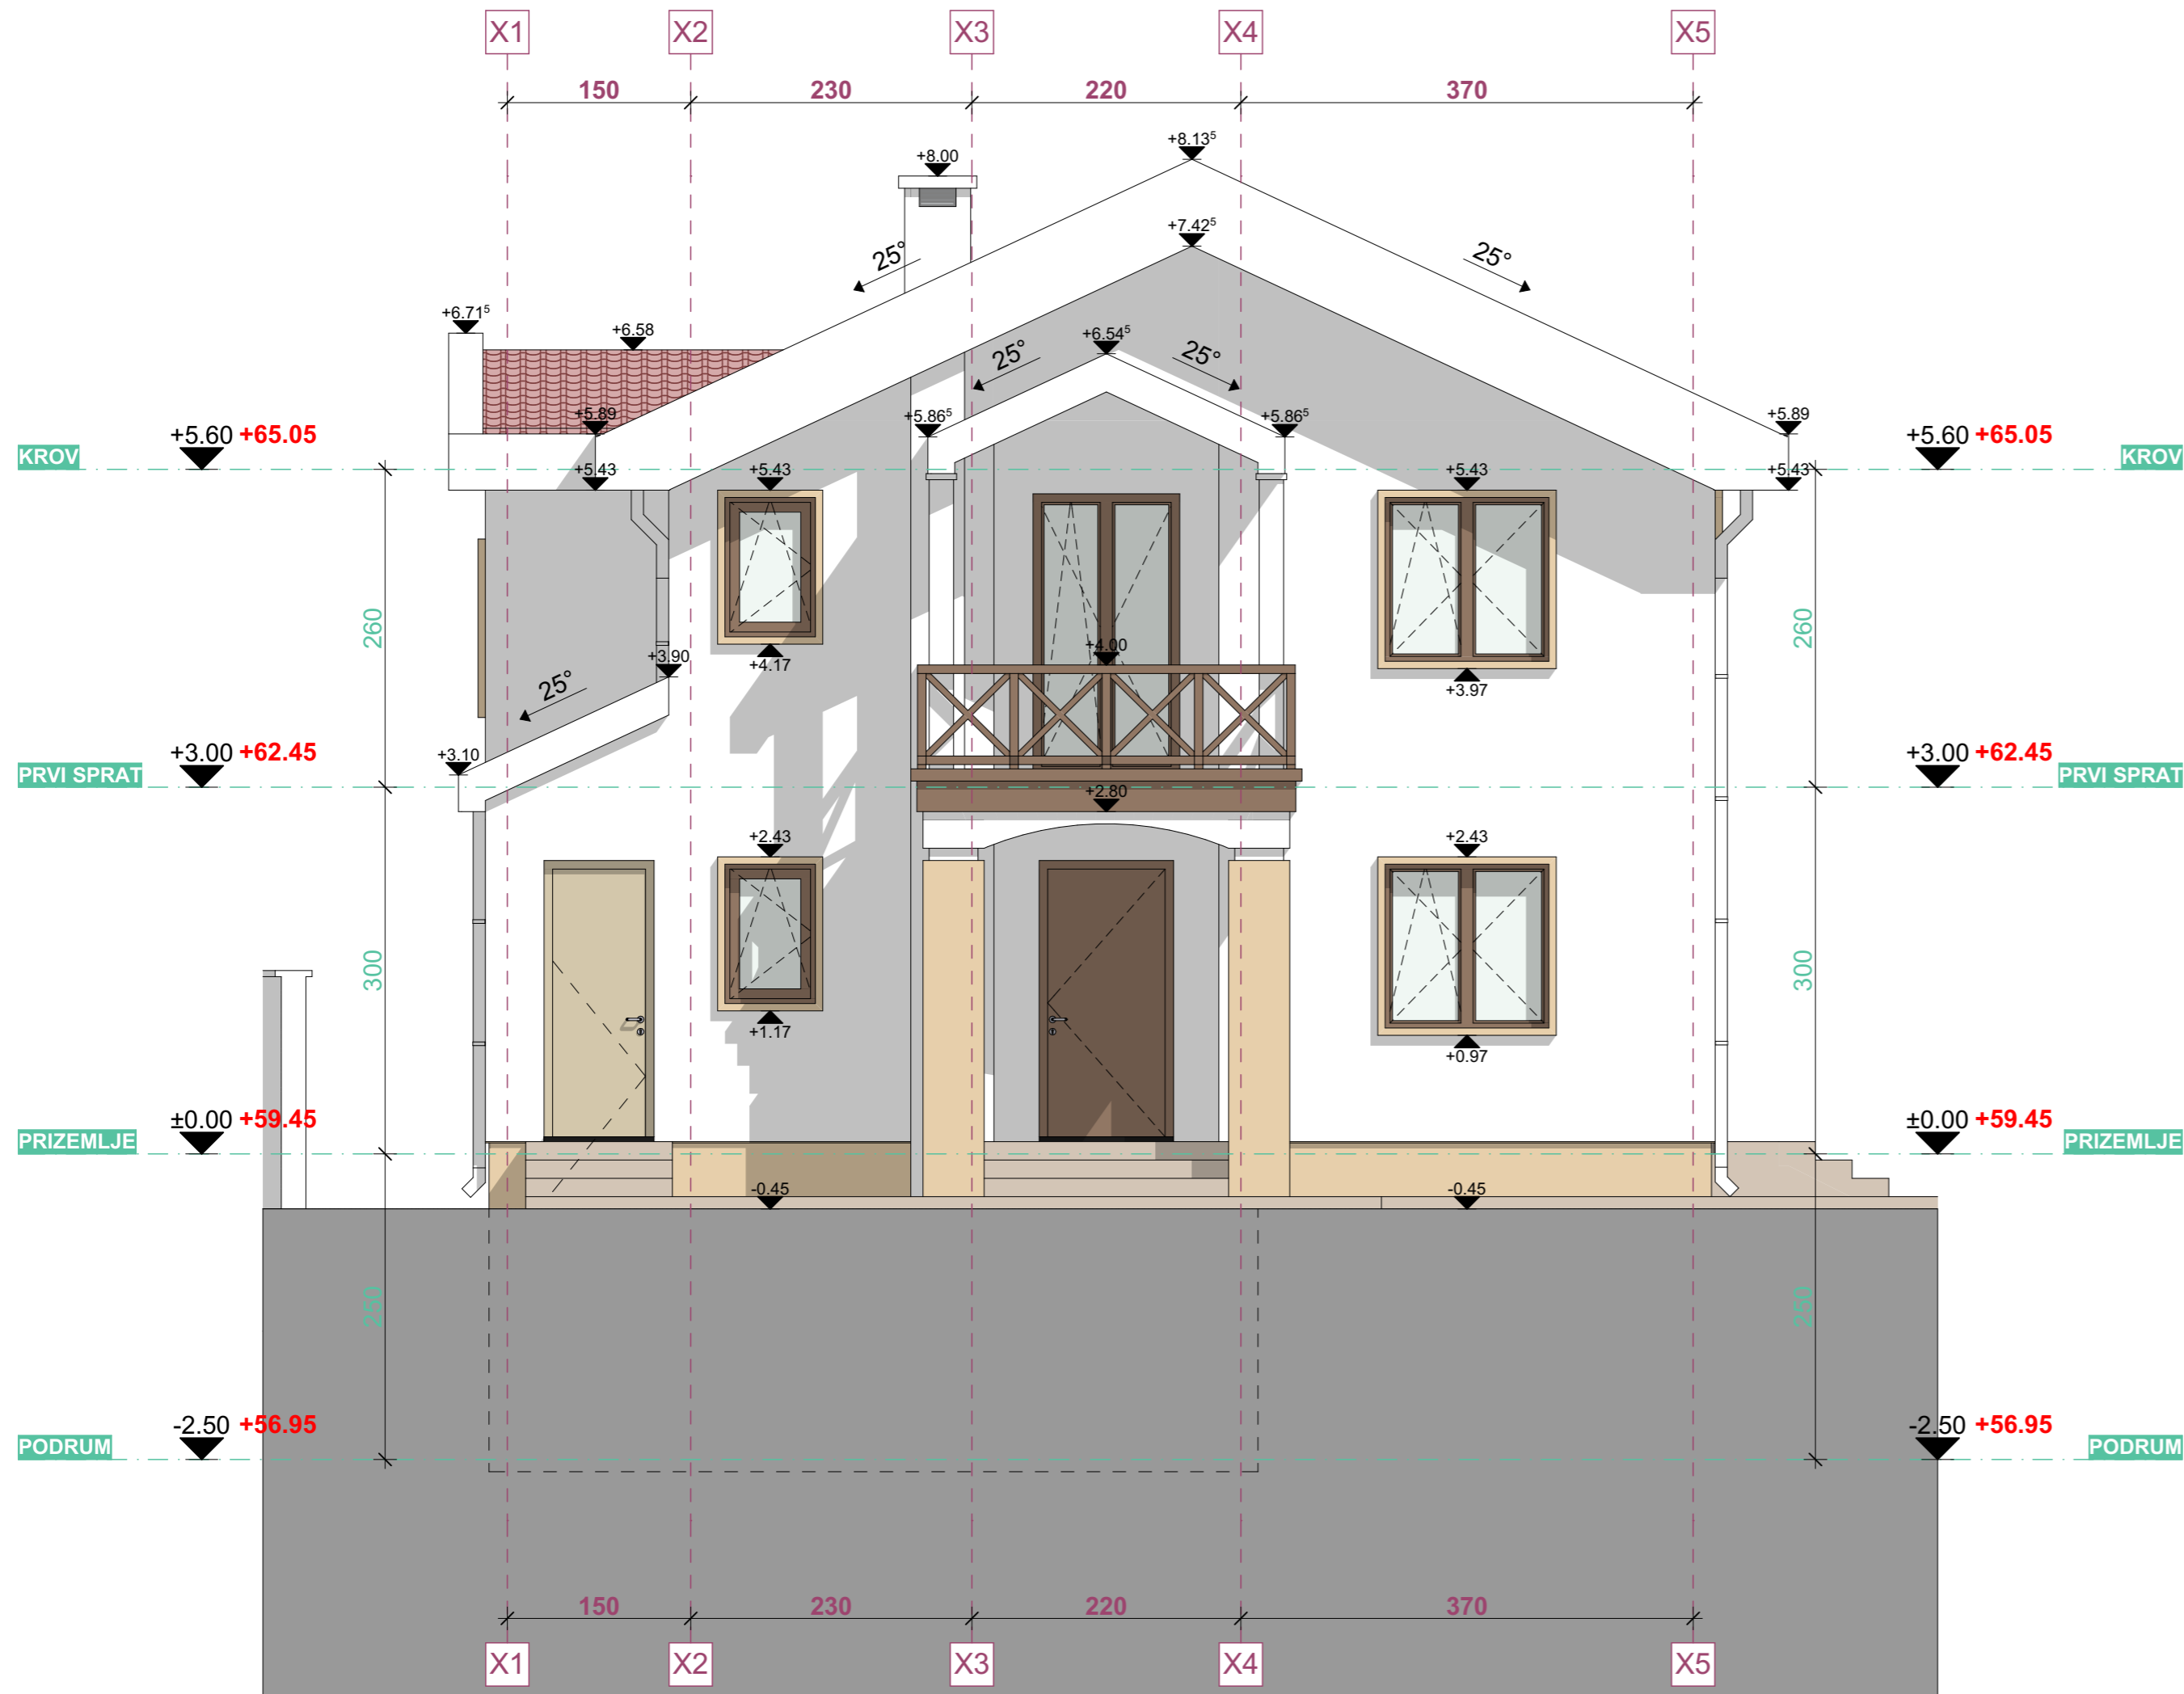 X1 X2 X3 X4 X5
150 230 220 370
+8.13⁵
+8.00
+7.42⁵
25° 25°
+6.71⁵ +6.58
+6.54⁵
25° 25°
+5.89 +5.86⁵ +5.86⁵ +5.89
KROV +5.60 +65.05 +5.60 +65.05 KROV
+5.43 +5.43 +5.43 +5.43
260 260
+4.00
+3.90 +4.17
25° +3.97
+3.10
PRVI SPRAT +3.00 +62.45 +3.00 +62.45 PRVI SPRAT
+2.80
+2.43 +2.43
300 300
+1.17
+0.97
PRIZEMLJE ±0.00 +59.45 ±0.00 +59.45 PRIZEMLJE
-0.45 -0.45
250 250
PODRUM -2.50 +56.95 -2.50 +56.95 PODRUM
150 230 220 370
X1 X2 X3 X4 X5